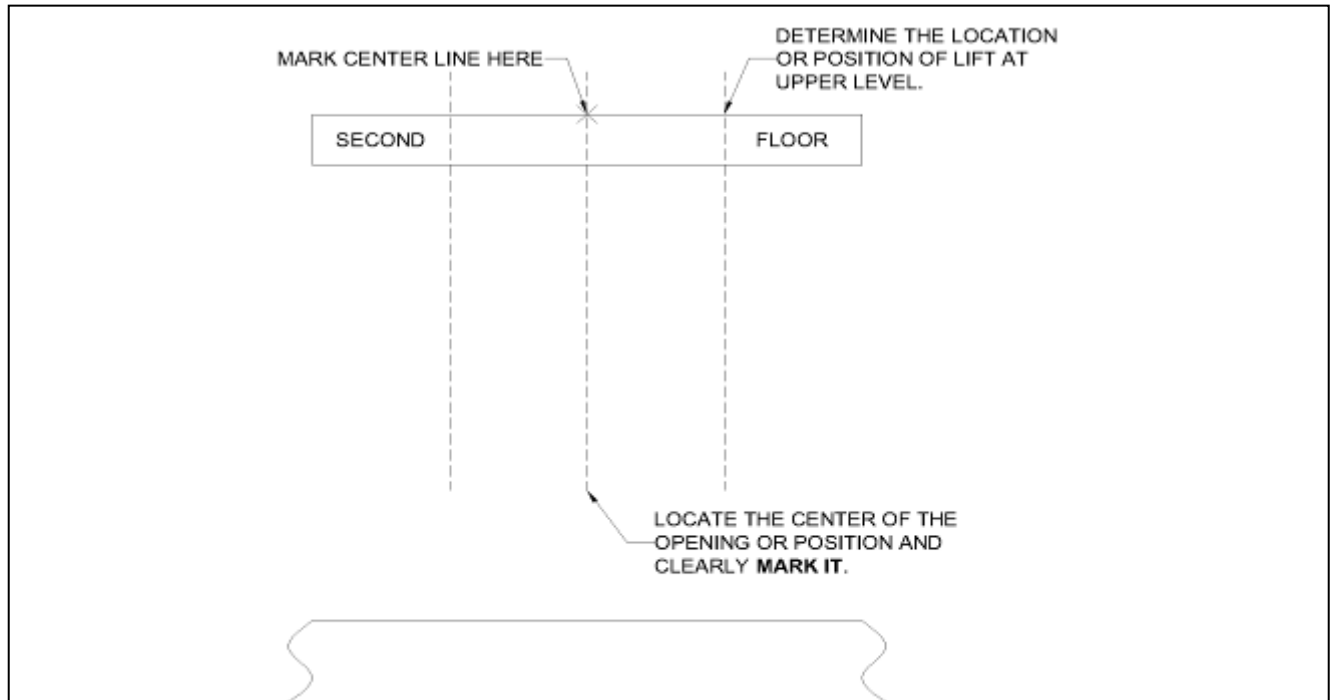 DETERMINE THE LOCATION
MARK CENTER LINE HERE
OR POSITION OF LIFT AT
UPPER LEVEL.
SECOND
FLOOR
LOCATE THE CENTER OF THE
OPENING OR POSITION AND
CLEARLY MARK IT.